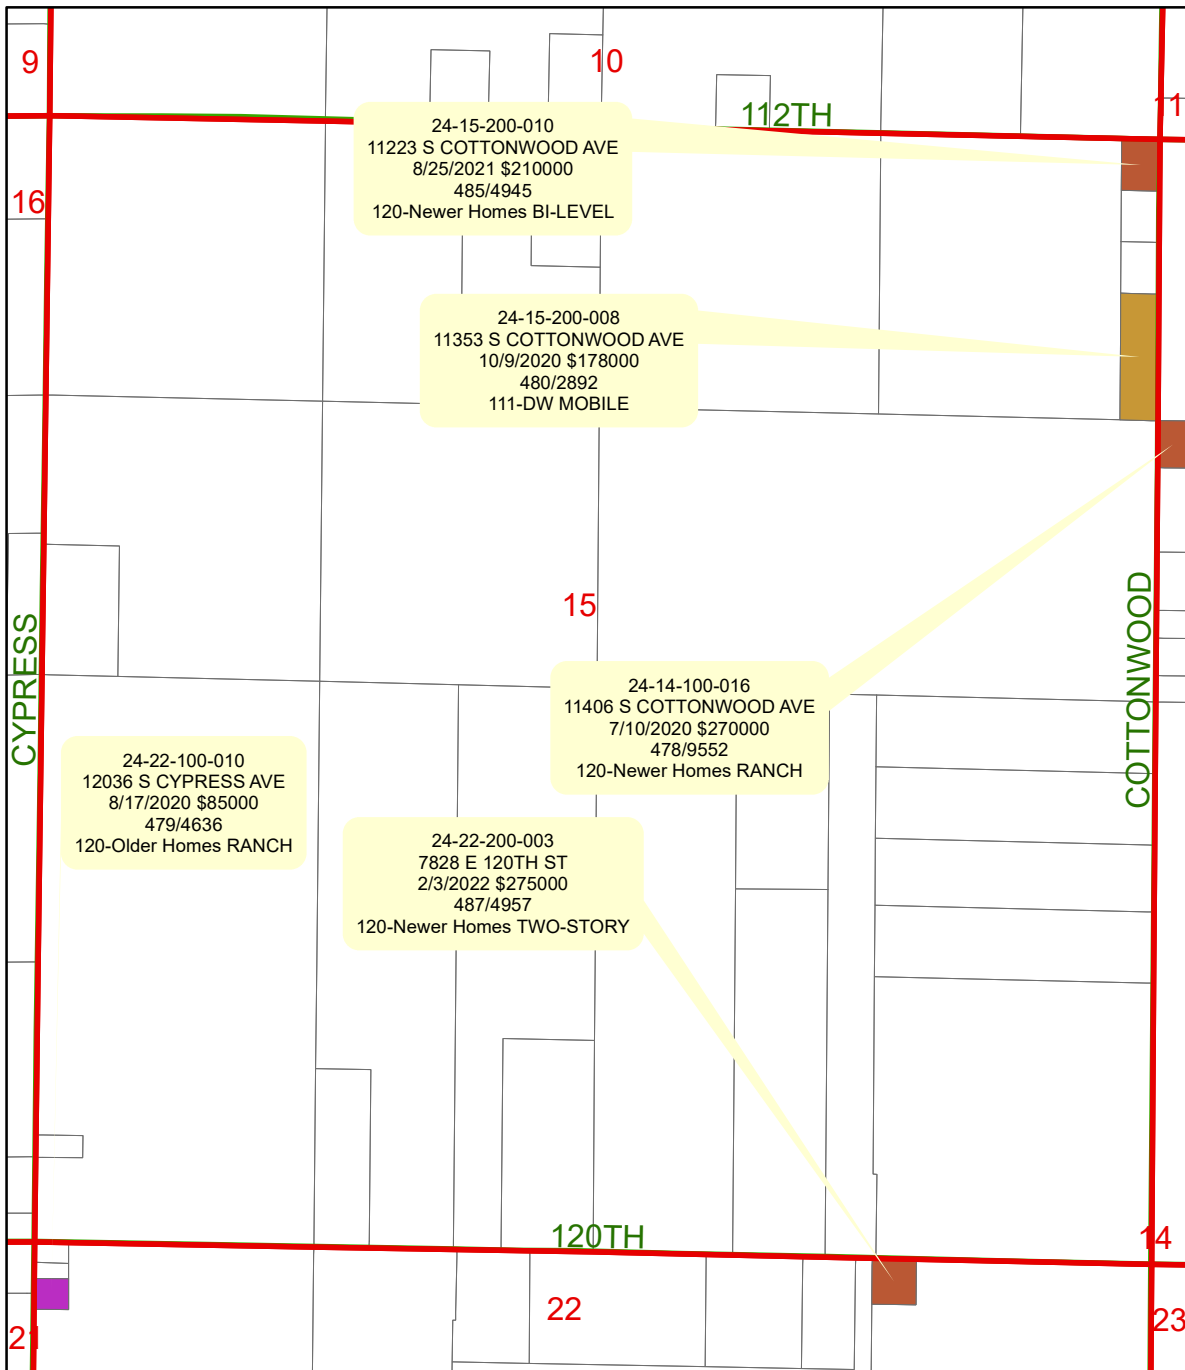 9
10
11
112TH
24-15-200-010
11223 S COTTONWOOD AVE
8/25/2021 $210000
485/4945
120-Newer Homes BI-LEVEL
16
24-15-200-008
11353 S COTTONWOOD AVE
10/9/2020 $178000
480/2892
111-DW MOBILE
15
CYPRESS
COTTONWOOD
24-14-100-016
11406 S COTTONWOOD AVE
7/10/2020 $270000
478/9552
120-Newer Homes RANCH
24-22-100-010
12036 S CYPRESS AVE
8/17/2020 $85000
479/4636
120-Older Homes RANCH
24-22-200-003
7828 E 120TH ST
2/3/2022 $275000
487/4957
120-Newer Homes TWO-STORY
120TH
14
22
21
23